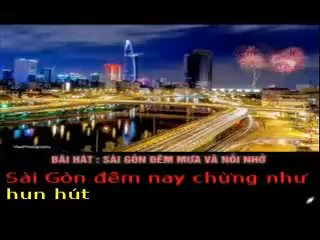 BÀI HÁT : SÀI GÒN ĐÊM MƯA VÀ NỖI NHỚ
Sài Gòn đêm nay chừng như
hun hút